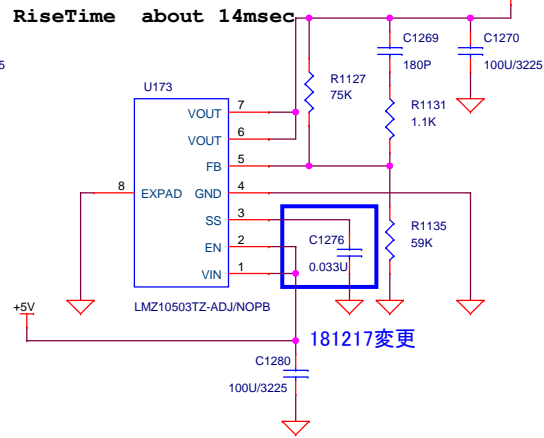 RiseTime about 14msec
5
C1269
180P
C1270
100U/3225
R1127
75K
R1131
1.1K
U173
VOUT 7
VOUT 6
FB 5
8 EXPAD GND 4
SS 3
EN 2
VIN 1
LMZ10503TZ-ADJ/NOPB
C1276
0.033U
R1135
59K
+5V
181217変更
C1280
100U/3225